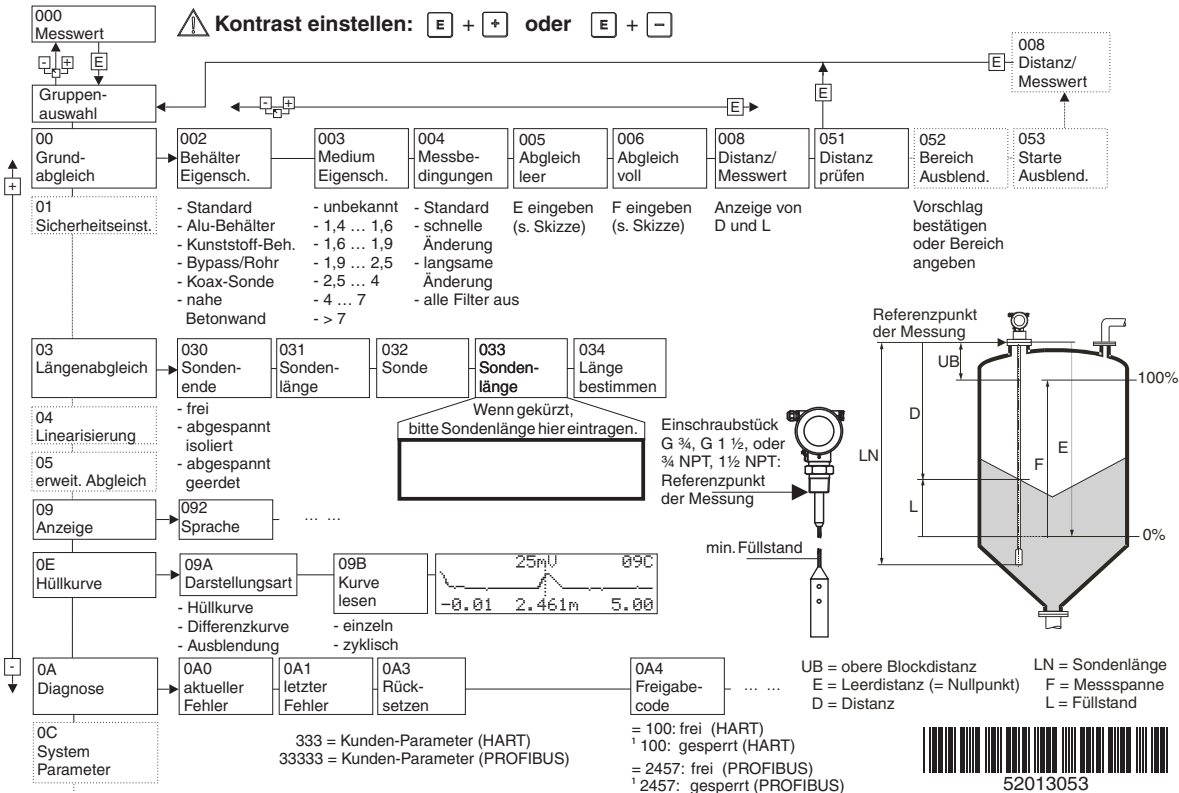 000
Messwert
Kontrast einstellen: E + + oder E + −
008
Distanz/
Messwert
- + E
E
Gruppen-
auswahl
- +
E
E
00
Grund-
abgleich
002
Behälter
Eigensch.
003
Medium
Eigensch.
004
Messbe-
dingungen
005
Abgleich
leer
006
Abgleich
voll
008
Distanz/
Messwert
051
Distanz
prüfen
052
Bereich
Ausblend.
053
Starte
Ausblend.
+
01
Sicherheitseinst.
- Standard
- Alu-Behälter
- Kunststoff-Beh.
- Bypass/Rohr
- Koax-Sonde
- nahe
Betonwand
- unbekannt
- 1,4 … 1,6
- 1,6 … 1,9
- 1,9 … 2,5
- 2,5 … 4
- 4 … 7
- > 7
- Standard
- schnelle
Änderung
- langsame
Änderung
- alle Filter aus
E eingeben
(s. Skizze)
F eingeben
(s. Skizze)
Anzeige von
D und L
Vorschlag
bestätigen
oder Bereich
angeben
03
Längenabgleich
030
Sonden-
ende
031
Sonden-
länge
032
Sonde
033
Sonden-
länge
034
Länge
bestimmen
- frei
- abgespannt
isoliert
- abgespannt
geerdet
Wenn gekürzt,
bitte Sondenlänge hier eintragen.
04
Linearisierung
05
erweit. Abgleich
09
Anzeige
092
Sprache
... ...
0E
Hüllkurve
09A
Darstellungsart
- Hüllkurve
- Differenzkurve
- Ausblendung
09B
Kurve
lesen
- einzeln
- zyklisch
25mV 09C
-0.01 2.461m 5.00
Einschraubstück
G ¾, G 1 ½, oder
¾ NPT, 1½ NPT:
Referenzpunkt
der Messung
min. Füllstand
Referenzpunkt
der Messung
UB
100%
D
LN
E
F
L
0%
-
0A
Diagnose
0A0
aktueller
Fehler
0A1
letzter
Fehler
0A3
Rück-
setzen
0A4
Freigabe-
code
... ...
0C
System
Parameter
333 = Kunden-Parameter (HART)
33333 = Kunden-Parameter (PROFIBUS)
= 100: frei (HART)
¹ 100: gesperrt (HART)
= 2457: frei (PROFIBUS)
¹ 2457: gesperrt (PROFIBUS)
UB = obere Blockdistanz
E = Leerdistanz (= Nullpunkt)
D = Distanz
LN = Sondenlänge
F = Messspanne
L = Füllstand
52013053